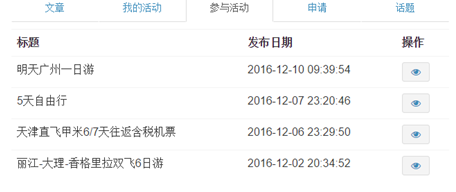 文章 我的活动 参与活动 申请 话题
标题 发布日期 操作
明天广州一日游 2016-12-10 09:39:54
5天自由行 2016-12-07 23:20:46
天津直飞甲米6/7天往返含税机票 2016-12-06 23:29:50
丽江-大理-香格里拉双飞6日游 2016-12-02 20:34:52